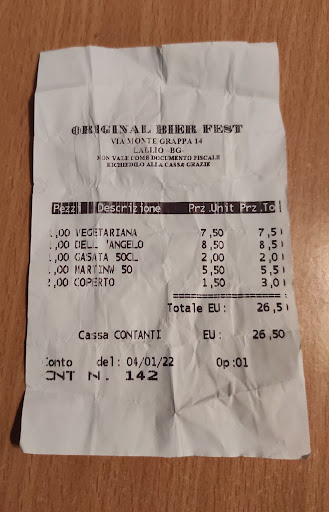 ORIGINAL BIER FEST
VIA MONTE GRAPPA 14
LALLIO -BG-
NON VALE COME DOCUMENTO FISCALE
RICHIEDILO ALLA CASSA GRAZIE
Pezzi Descrizione Prz.Unit Prz.To
1,00 VEGETARIANA 7,50 7,5
1,00 DELL 'ANGELO 8,50 8,5
1,00 GASATA 50CL 2,00 2,0
1,00 MARTINW 50 5,50 5,5
2,00 COPERTO 1,50 3,0
==================
Totale EU: 26,5
Cassa CONTANTI EU: 26,50
Conto del: 04/01/22 Op:01
CNT N. 142